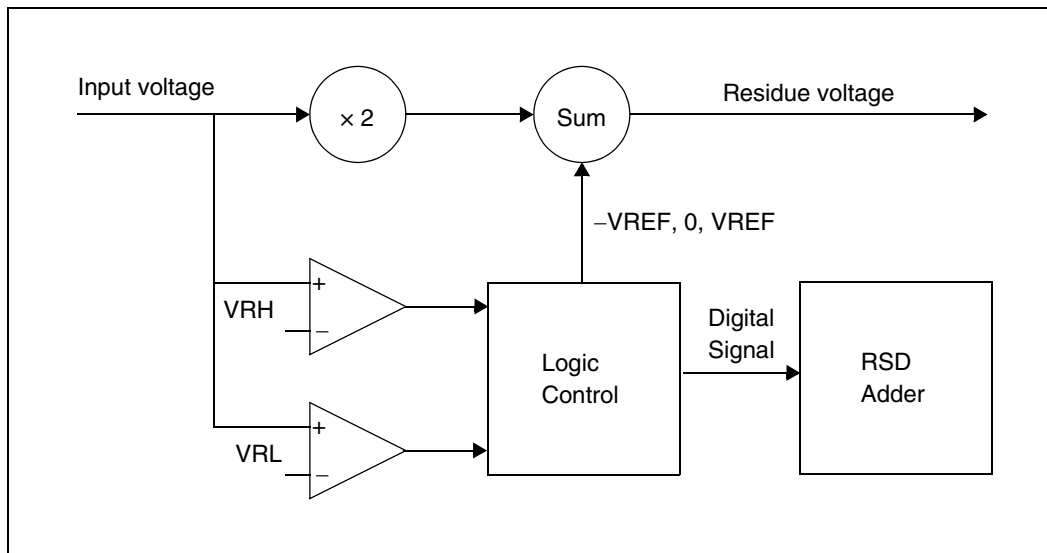 Input voltage
× 2
Sum
Residue voltage
−VREF, 0, VREF
VRH
+
−
VRL
+
−
Logic
Control
Digital
Signal
RSD
Adder